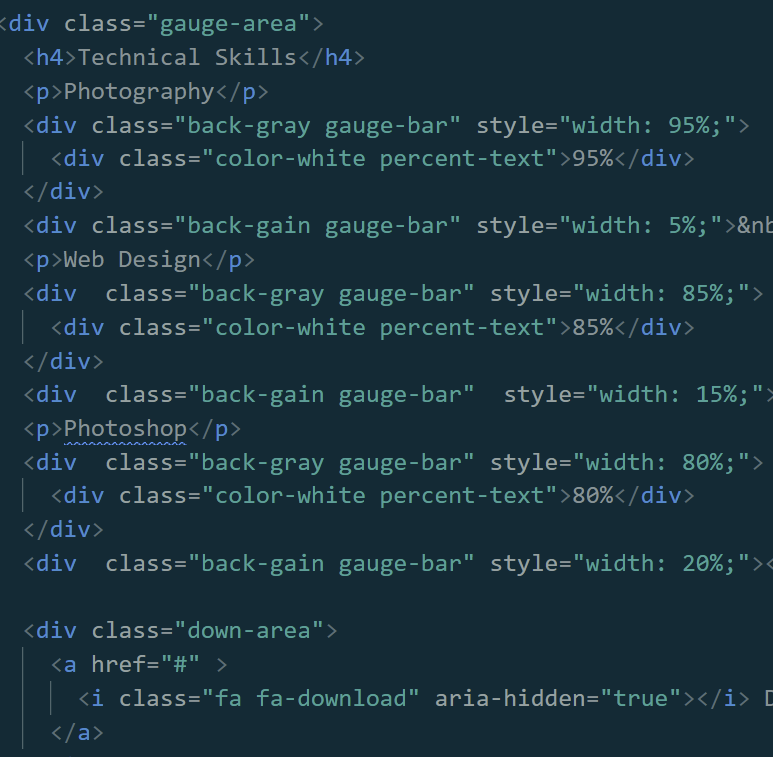 <div class="gauge-area">
<h4>Technical Skills</h4>
<p>Photography</p>
<div class="back-gray gauge-bar" style="width: 95%;">
<div class="color-white percent-text">95%</div>
</div>
<div class="back-gain gauge-bar" style="width: 5%;">&nb
<p>Web Design</p>
<div  class="back-gray gauge-bar" style="width: 85%;">
<div class="color-white percent-text">85%</div>
</div>
<div  class="back-gain gauge-bar"  style="width: 15%;">
<p>Photoshop</p>
<div  class="back-gray gauge-bar" style="width: 80%;">
<div class="color-white percent-text">80%</div>
</div>
<div  class="back-gain gauge-bar" style="width: 20%;"><
<div class="down-area">
<a href="#" >
<i class="fa fa-download" aria-hidden="true"></i> D
</a>